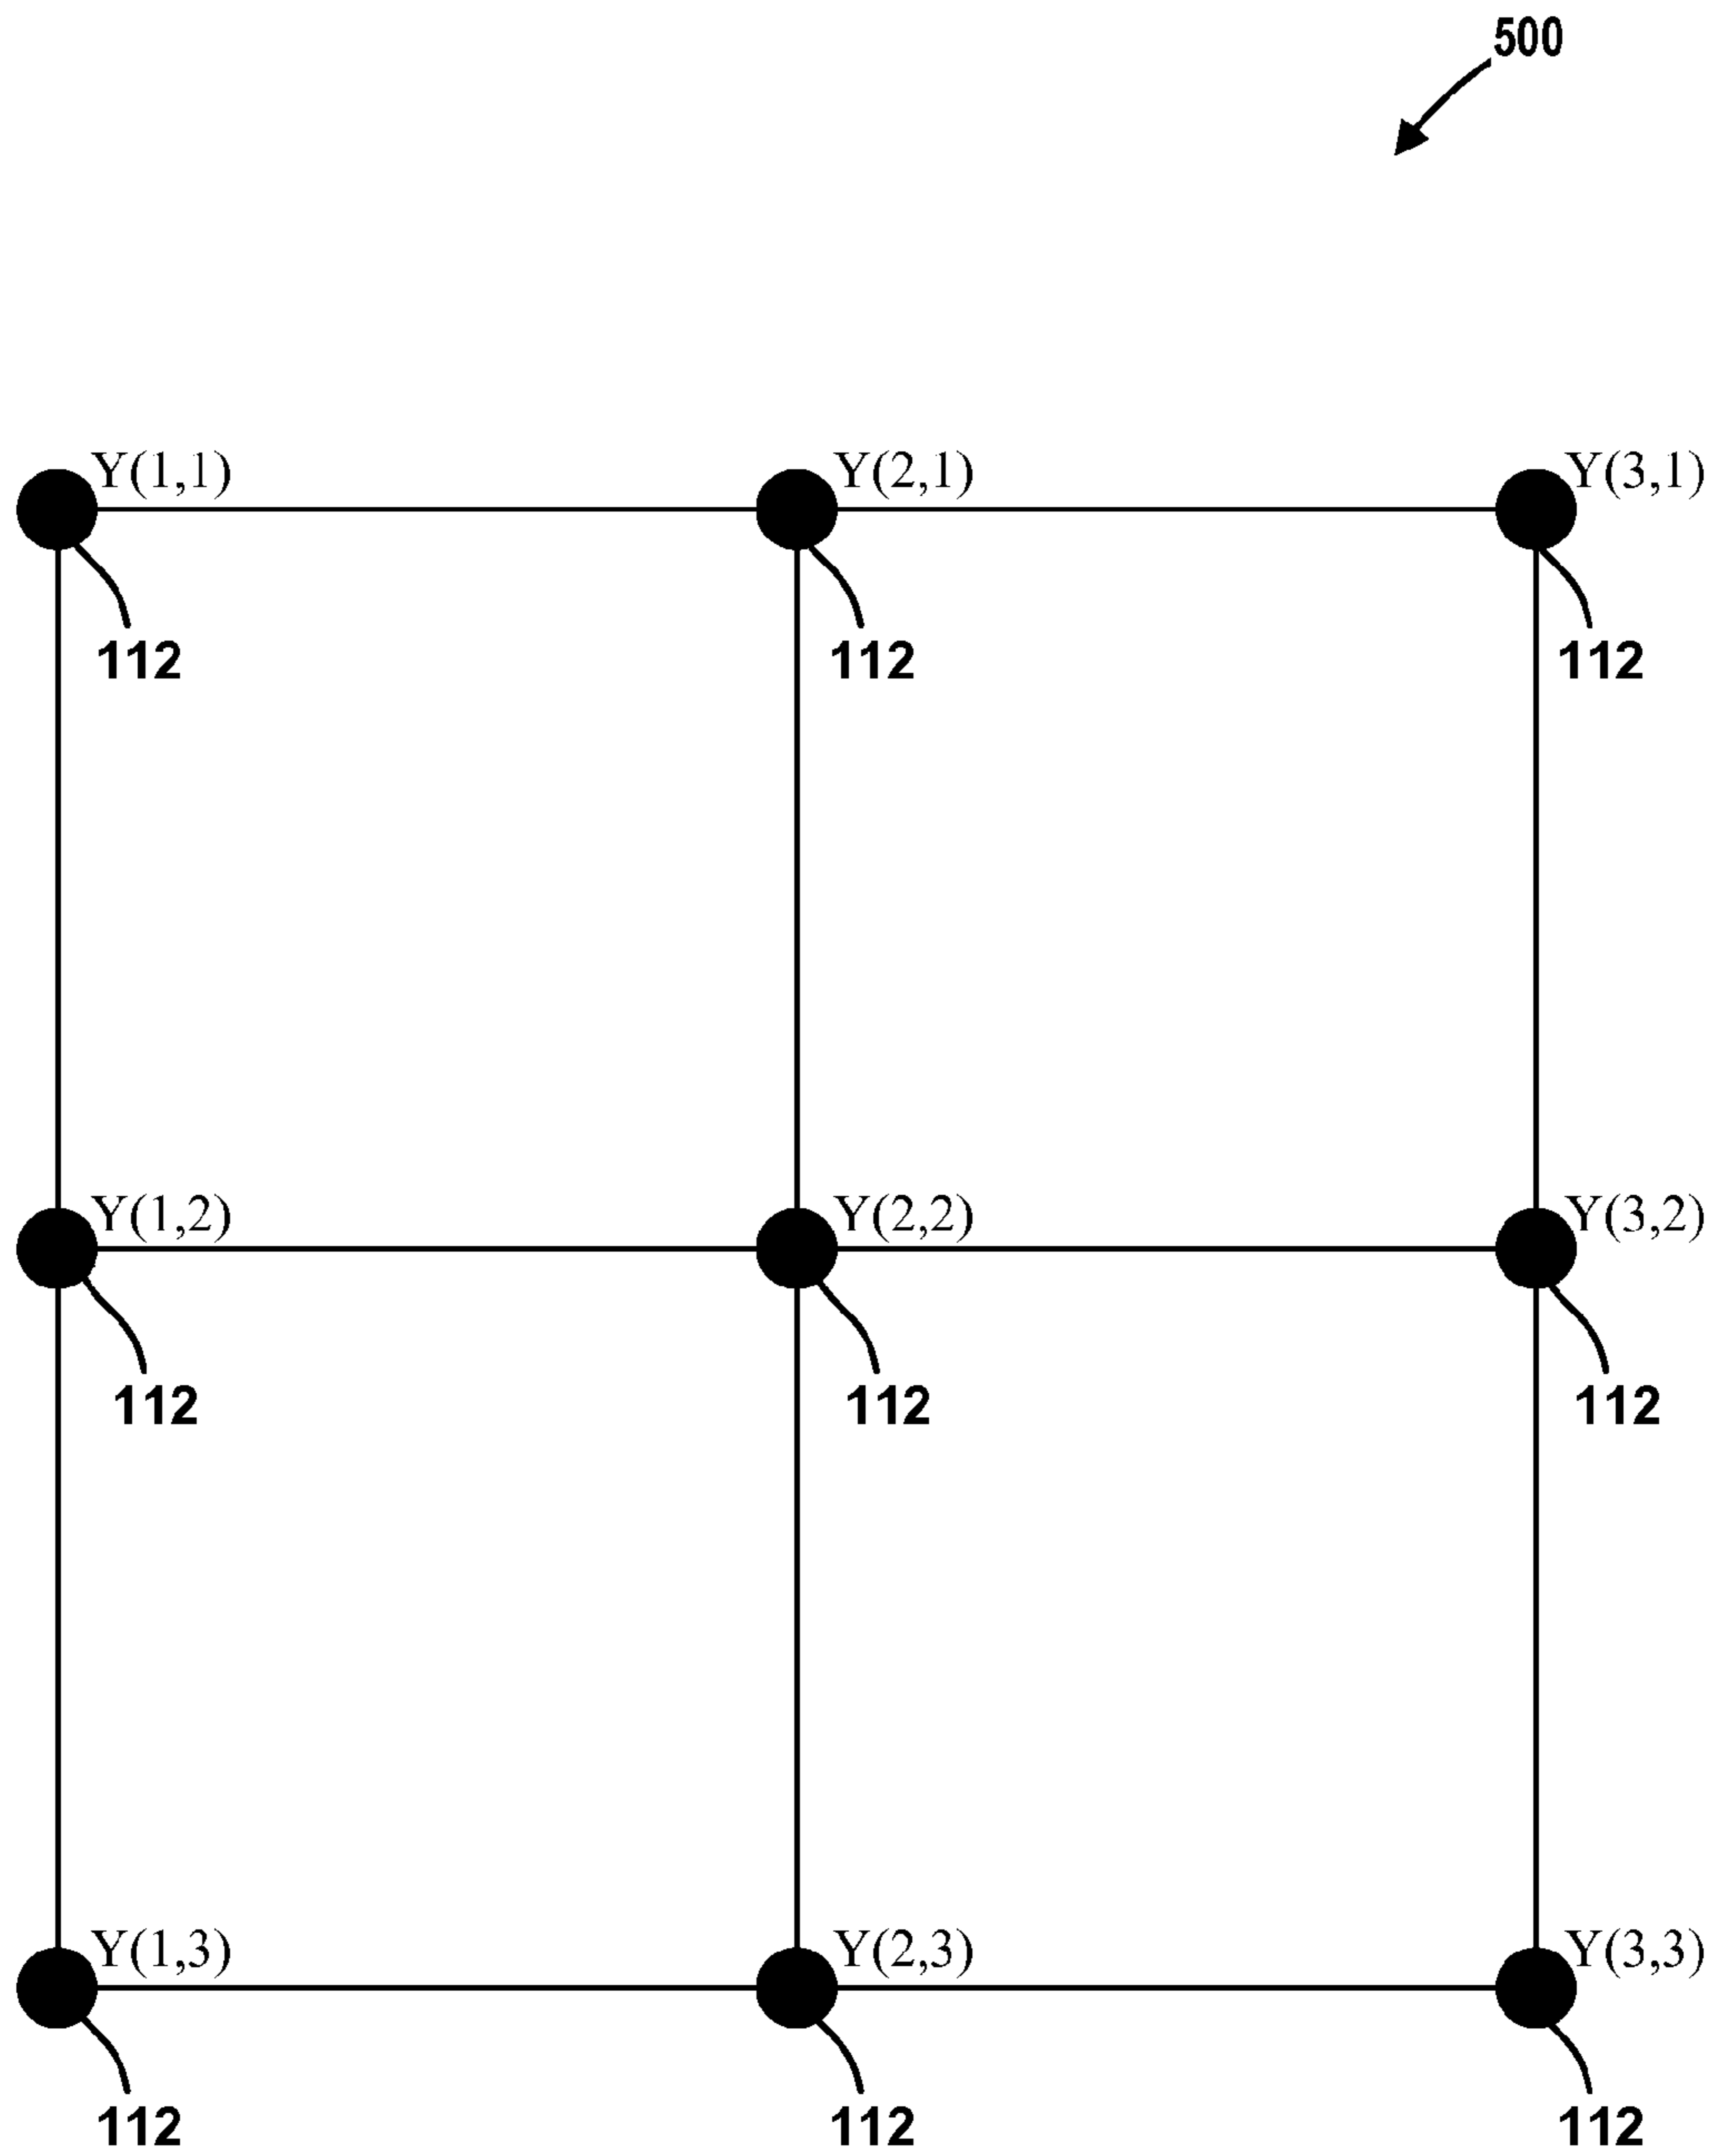 500
Y(1,1) Y(2,1) Y(3,1)
112 112 112
Y(1,2) Y(2,2) Y(3,2)
112 112 112
Y(1,3) Y(2,3) Y(3,3)
112 112 112